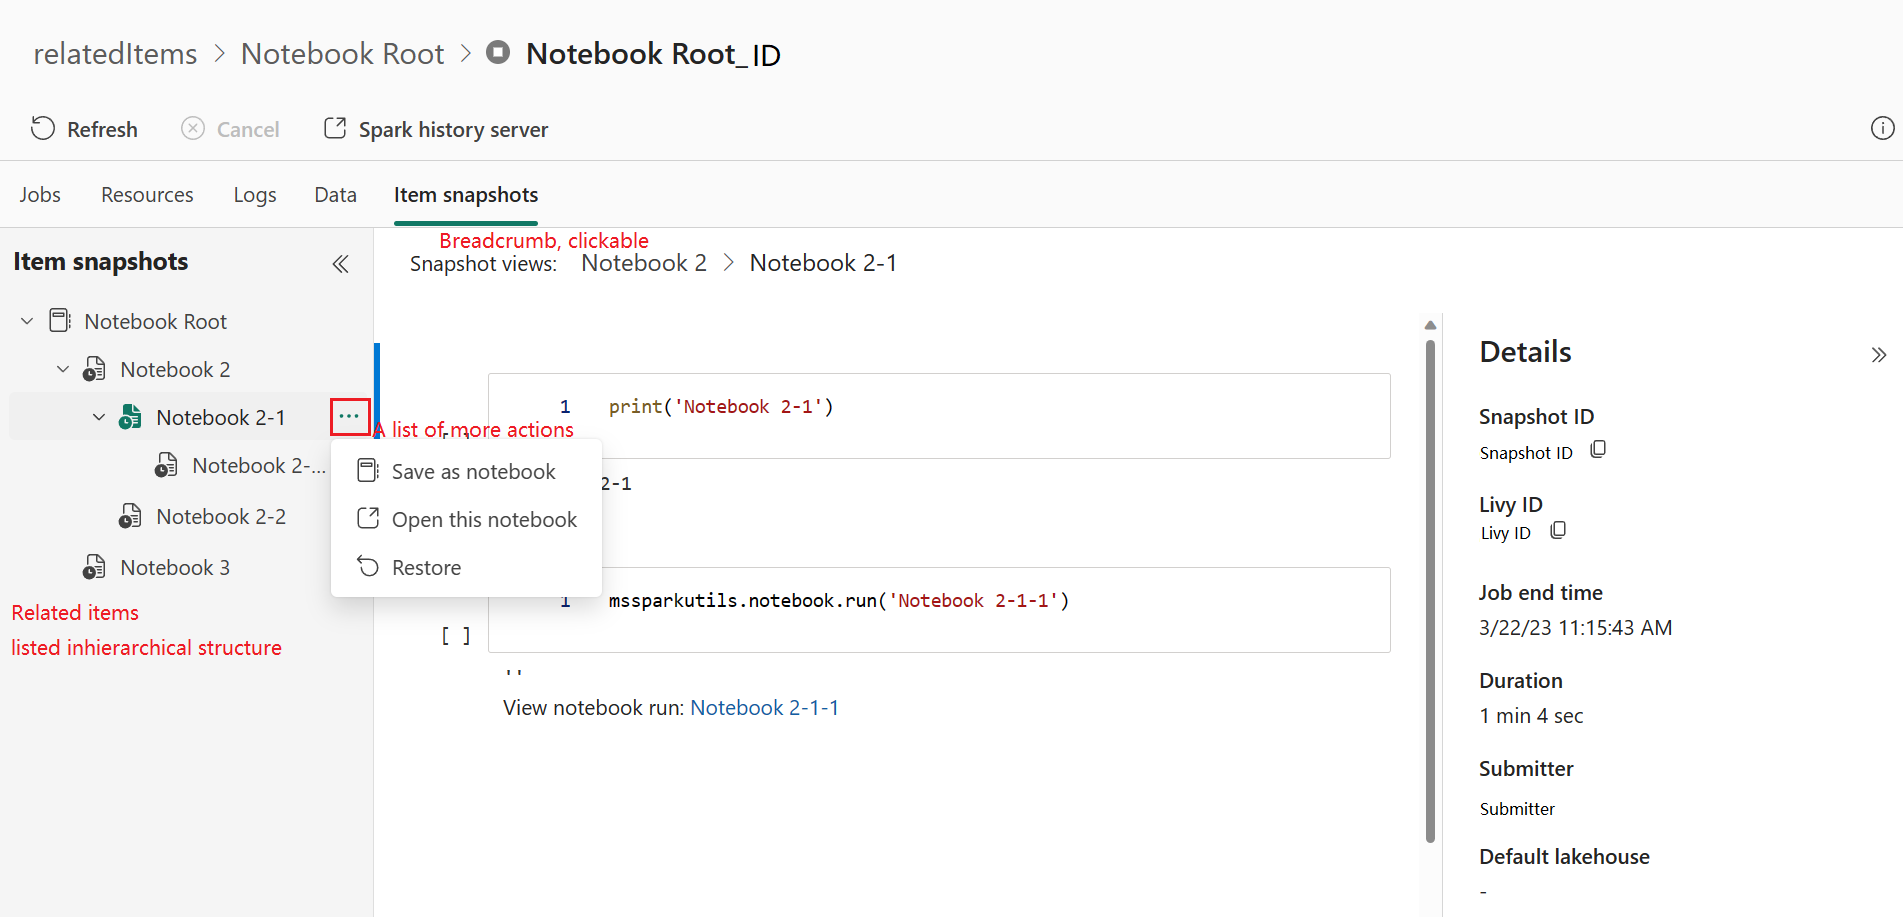 relatedItems > Notebook Root > Notebook Root_ID
Refresh Cancel Spark history server
Jobs Resources Logs Data Item snapshots
Item snapshots
Notebook Root
Notebook 2
Notebook 2-1 ...
Notebook 2-...
Notebook 2-2
Notebook 3
Related items
listed inhierarchical structure
A list of more actions
Save as notebook
Open this notebook
Restore
Breadcrumb, clickable
Snapshot views: Notebook 2 > Notebook 2-1
1 print('Notebook 2-1')
2-1
1 mssparkutils.notebook.run('Notebook 2-1-1')
[ ]
''
View notebook run: Notebook 2-1-1
Details
Snapshot ID
Snapshot ID
Livy ID
Livy ID
Job end time
3/22/23 11:15:43 AM
Duration
1 min 4 sec
Submitter
Submitter
Default lakehouse
-